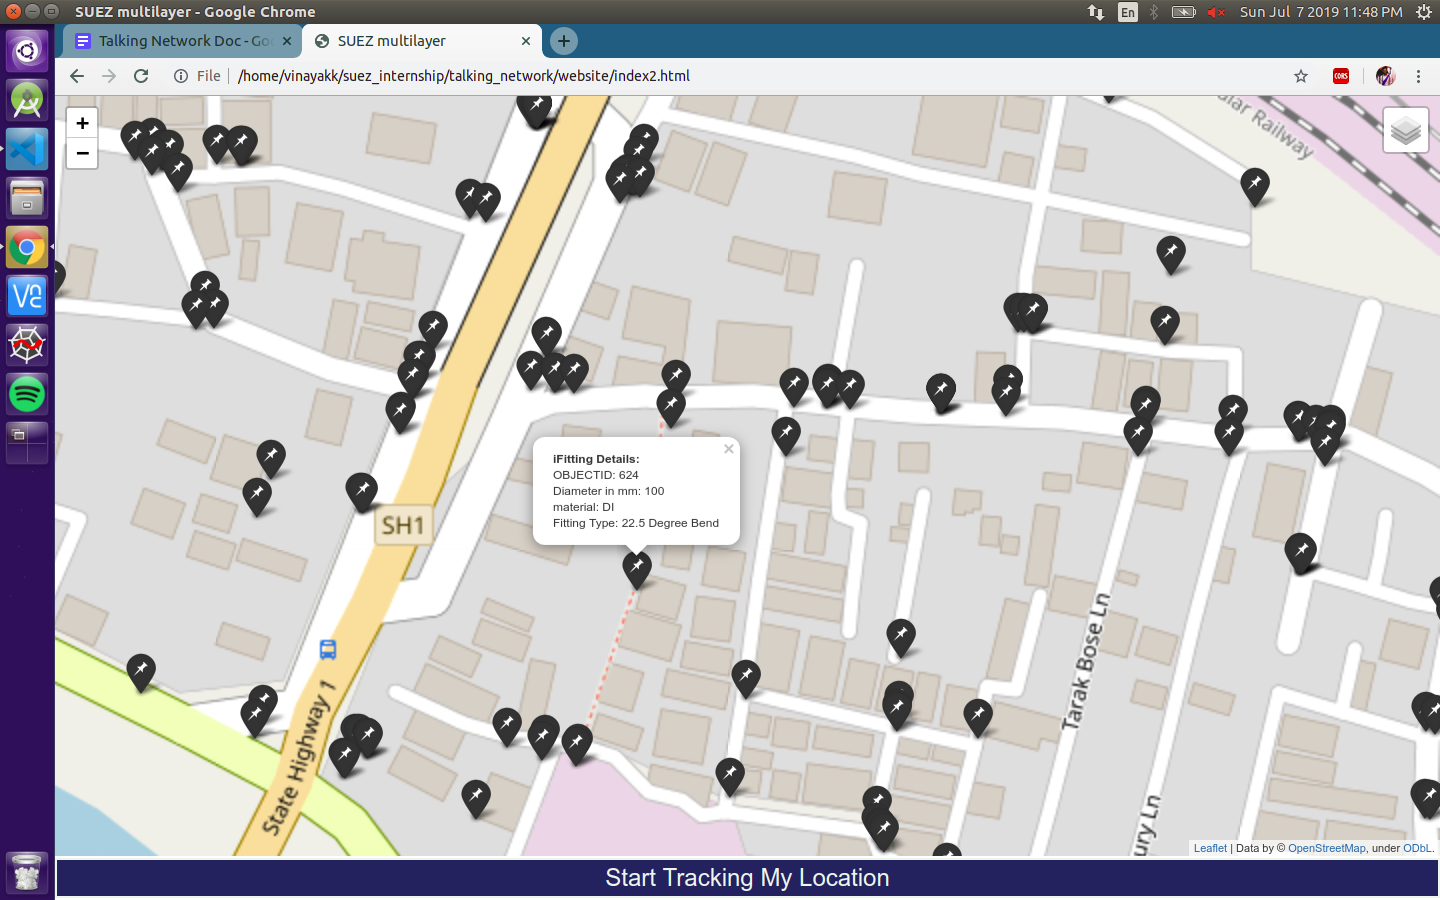 SUEZ multilayer - Google Chrome
En
Sun Jul 7 2019 11:48 PM
Talking Network Doc - Goo
SUEZ multilayer
File
/home/vinayakk/suez_internship/talking_network/website/index2.html
CORS
+
−
Railway
iFitting Details:
OBJECTID: 624
Diameter in mm: 100
material: DI
Fitting Type: 22.5 Degree Bend
×
SH1
State Highway 1
Tarak Bose Ln
ury Ln
Leaflet | Data by © OpenStreetMap, under ODbL.
Start Tracking My Location